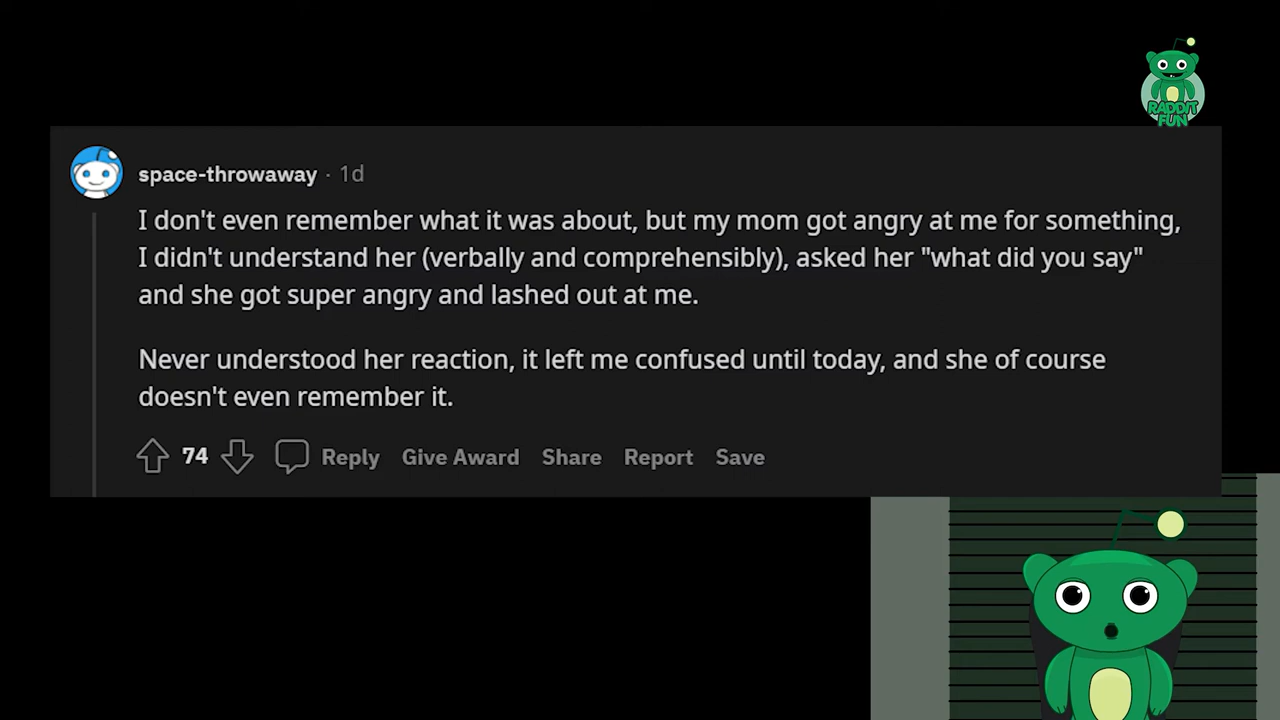 RADDIT
FUN
space-throwaway · 1d
I don't even remember what it was about, but my mom got angry at me for something,
I didn't understand her (verbally and comprehensibly), asked her "what did you say"
and she got super angry and lashed out at me.
Never understood her reaction, it left me confused until today, and she of course
doesn't even remember it.
74 Reply Give Award Share Report Save